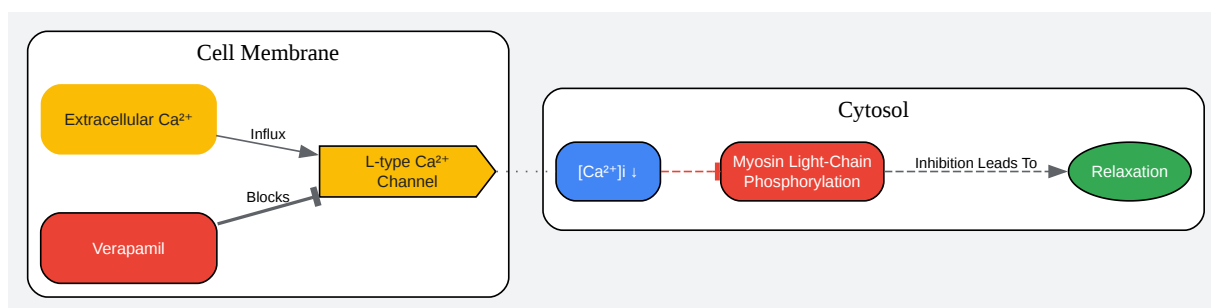 Cell Membrane
Extracellular Ca²⁺
Influx
L-type Ca²⁺
Channel
Blocks
Verapamil
Cytosol
[Ca²⁺]i ↓
Myosin Light-Chain
Phosphorylation
Inhibition Leads To
Relaxation